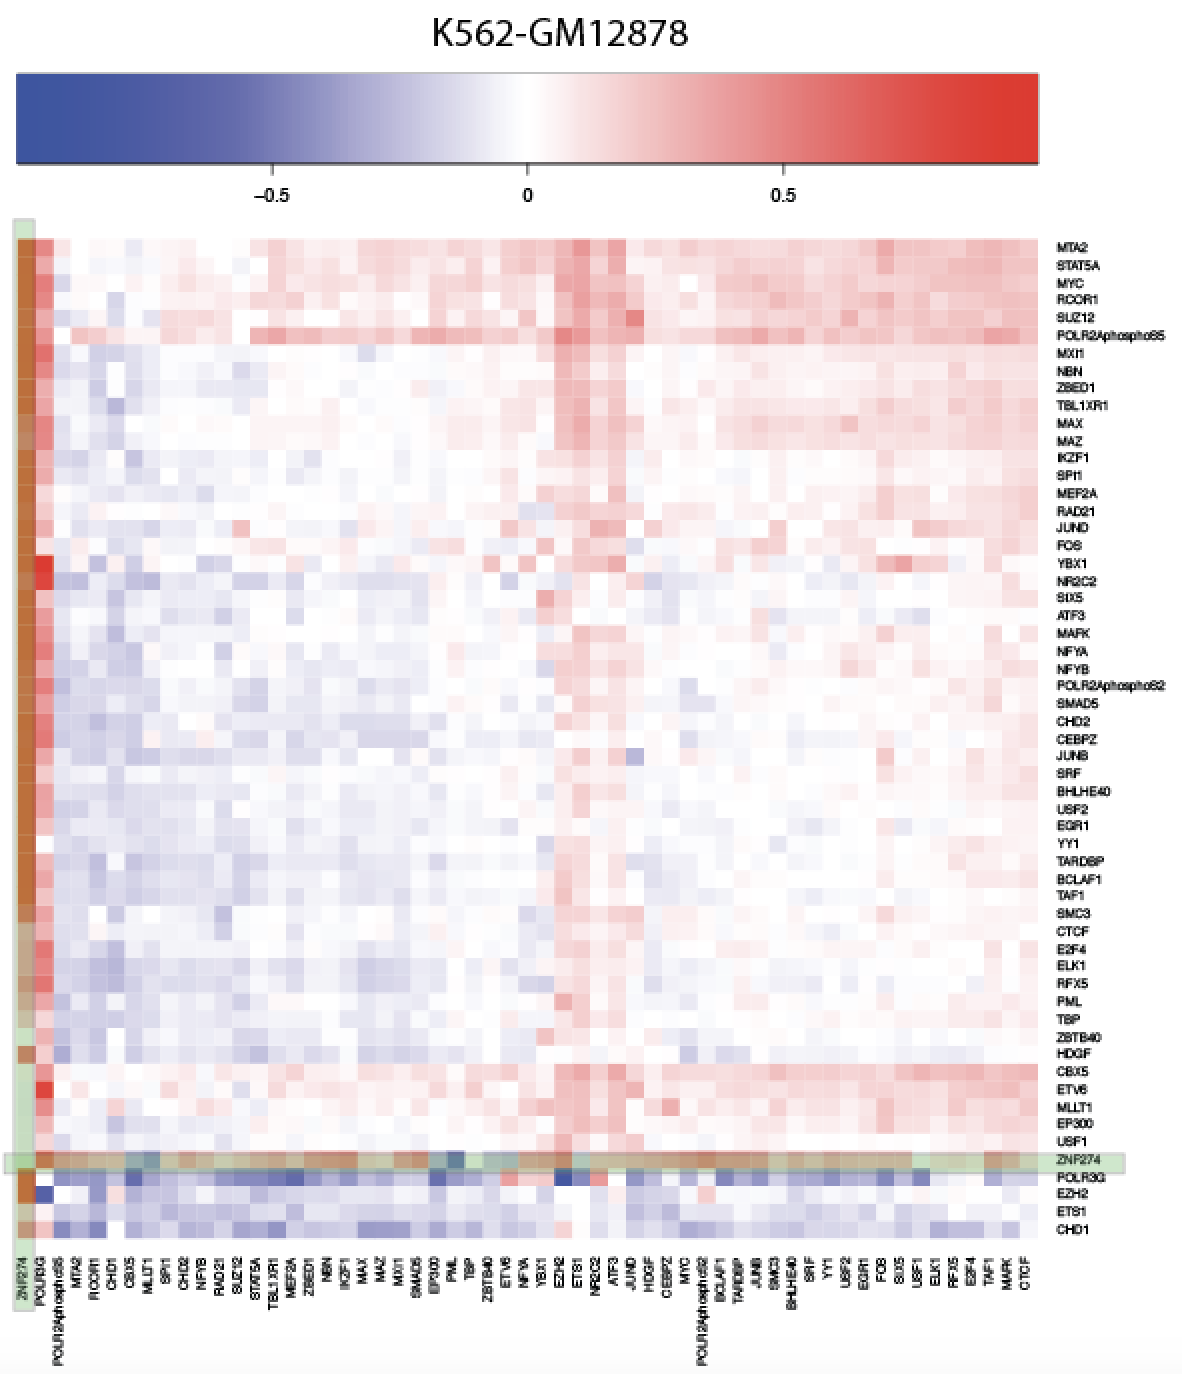 K562-GM12878
−0.5 0 0.5
MTA2
STAT5A
MYC
RCOR1
SUZ12
POLR2AphosphoS5
MXI1
NBN
ZBED1
TBL1XR1
MAX
MAZ
IKZF1
SPI1
MEF2A
RAD21
JUND
FOS
YBX1
NR2C2
SIX5
ATF3
MAFK
NFYA
NFYB
POLR2AphosphoS2
SMAD5
CHD2
CEBPZ
JUNB
SRF
BHLHE40
USF2
EGR1
YY1
TARDBP
BCLAF1
TAF1
SMC3
CTCF
E2F4
ELK1
RFX5
PML
TBP
ZBTB40
HDGF
CBX5
ETV6
MLLT1
EP300
USF1
ZNF274
POLR3G
EZH2
ETS1
CHD1
ZNF274
POLR3G
POLR2AphosphoS5
MTA2
RCOR1
CHD1
CBX5
MLLT1
SPI1
CHD2
NFYB
RAD21
SUZ12
STAT5A
TBL1XR1
MEF2A
ZBED1
NBN
IKZF1
MAX
MAZ
MXI1
SMAD5
EP300
PML
TBP
ZBTB40
ETV6
NFYA
YBX1
EZH2
ETS1
NR2C2
ATF3
JUND
HDGF
CEBPZ
MYC
POLR2AphosphoS2
BCLAF1
TARDBP
JUNB
SMC3
BHLHE40
SRF
YY1
USF2
EGR1
FOS
SIX5
USF1
ELK1
RFX5
E2F4
TAF1
MAFK
CTCF